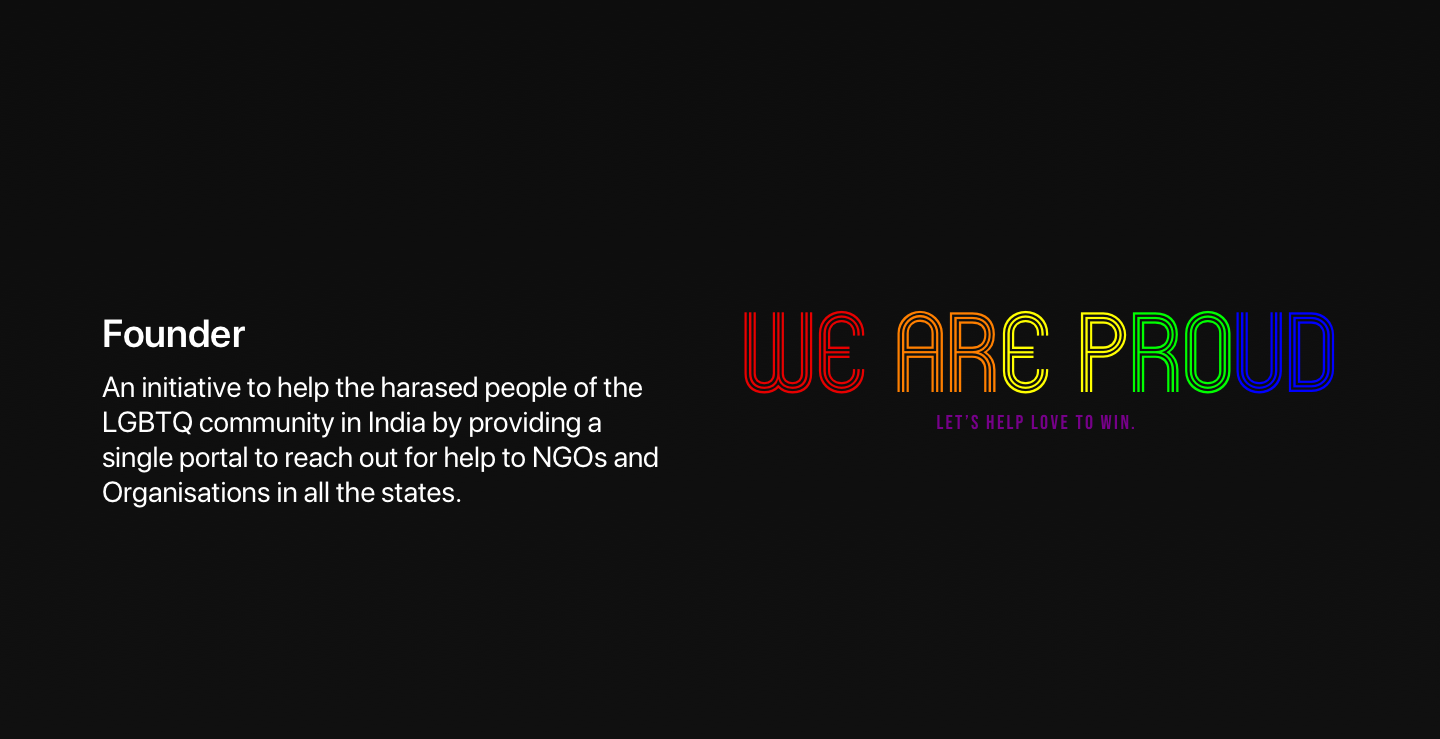 Founder
An initiative to help the harased people of the
LGBTQ community in India by providing a
single portal to reach out for help to NGOs and
Organisations in all the states.
WE ARE PROUD
LET'S HELP LOVE TO WIN.